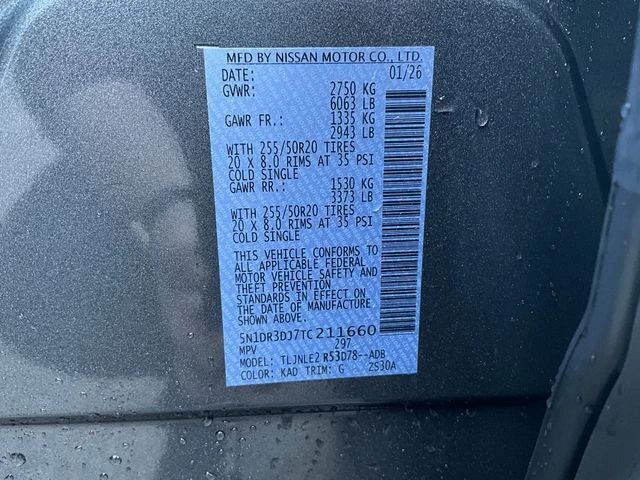 MFD BY NISSAN MOTOR CO., LTD.
DATE: 01/26
GVWR: 2750 KG
6063 LB
GAWR FR.: 1335 KG
2943 LB
WITH 255/50R20 TIRES
20 X 8.0 RIMS AT 35 PSI
COLD SINGLE
GAWR RR.: 1530 KG
3373 LB
WITH 255/50R20 TIRES
20 X 8.0 RIMS AT 35 PSI
COLD SINGLE
THIS VEHICLE CONFORMS TO
ALL APPLICABLE FEDERAL
MOTOR VEHICLE SAFETY AND
THEFT PREVENTION
STANDARDS IN EFFECT ON
THE DATE OF MANUFACTURE
SHOWN ABOVE.
5N1DR3DJ7TC211660
MPV 297
MODEL: TLJNLE2 R53D78--ADB
COLOR: KAD TRIM: G ZS30A